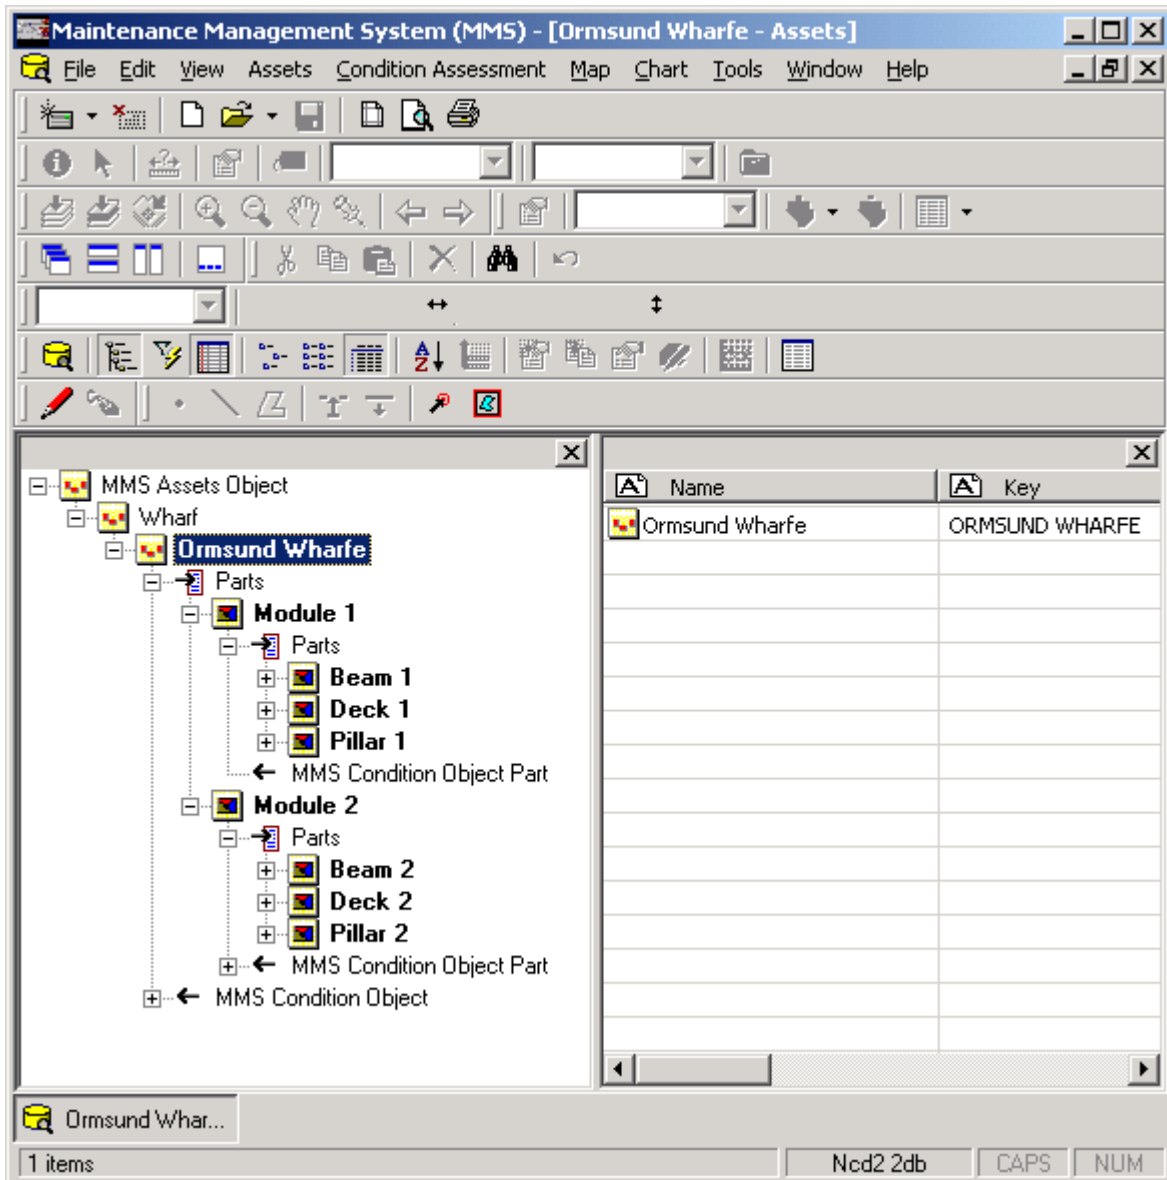 Maintenance Management System (MMS) - [Ormsund Wharfe - Assets]
File Edit View Assets Condition Assessment Map Chart Tools Window Help
Name Key
MMS Assets Object
Wharf
Ormsund Wharfe
Parts
Module 1
Parts
Beam 1
Deck 1
Pillar 1
MMS Condition Object Part
Module 2
Parts
Beam 2
Deck 2
Pillar 2
MMS Condition Object Part
MMS Condition Object
Ormsund Wharfe ORMSUND WHARFE
Ormsund Whar...
1 items Ncd2 2db CAPS NUM